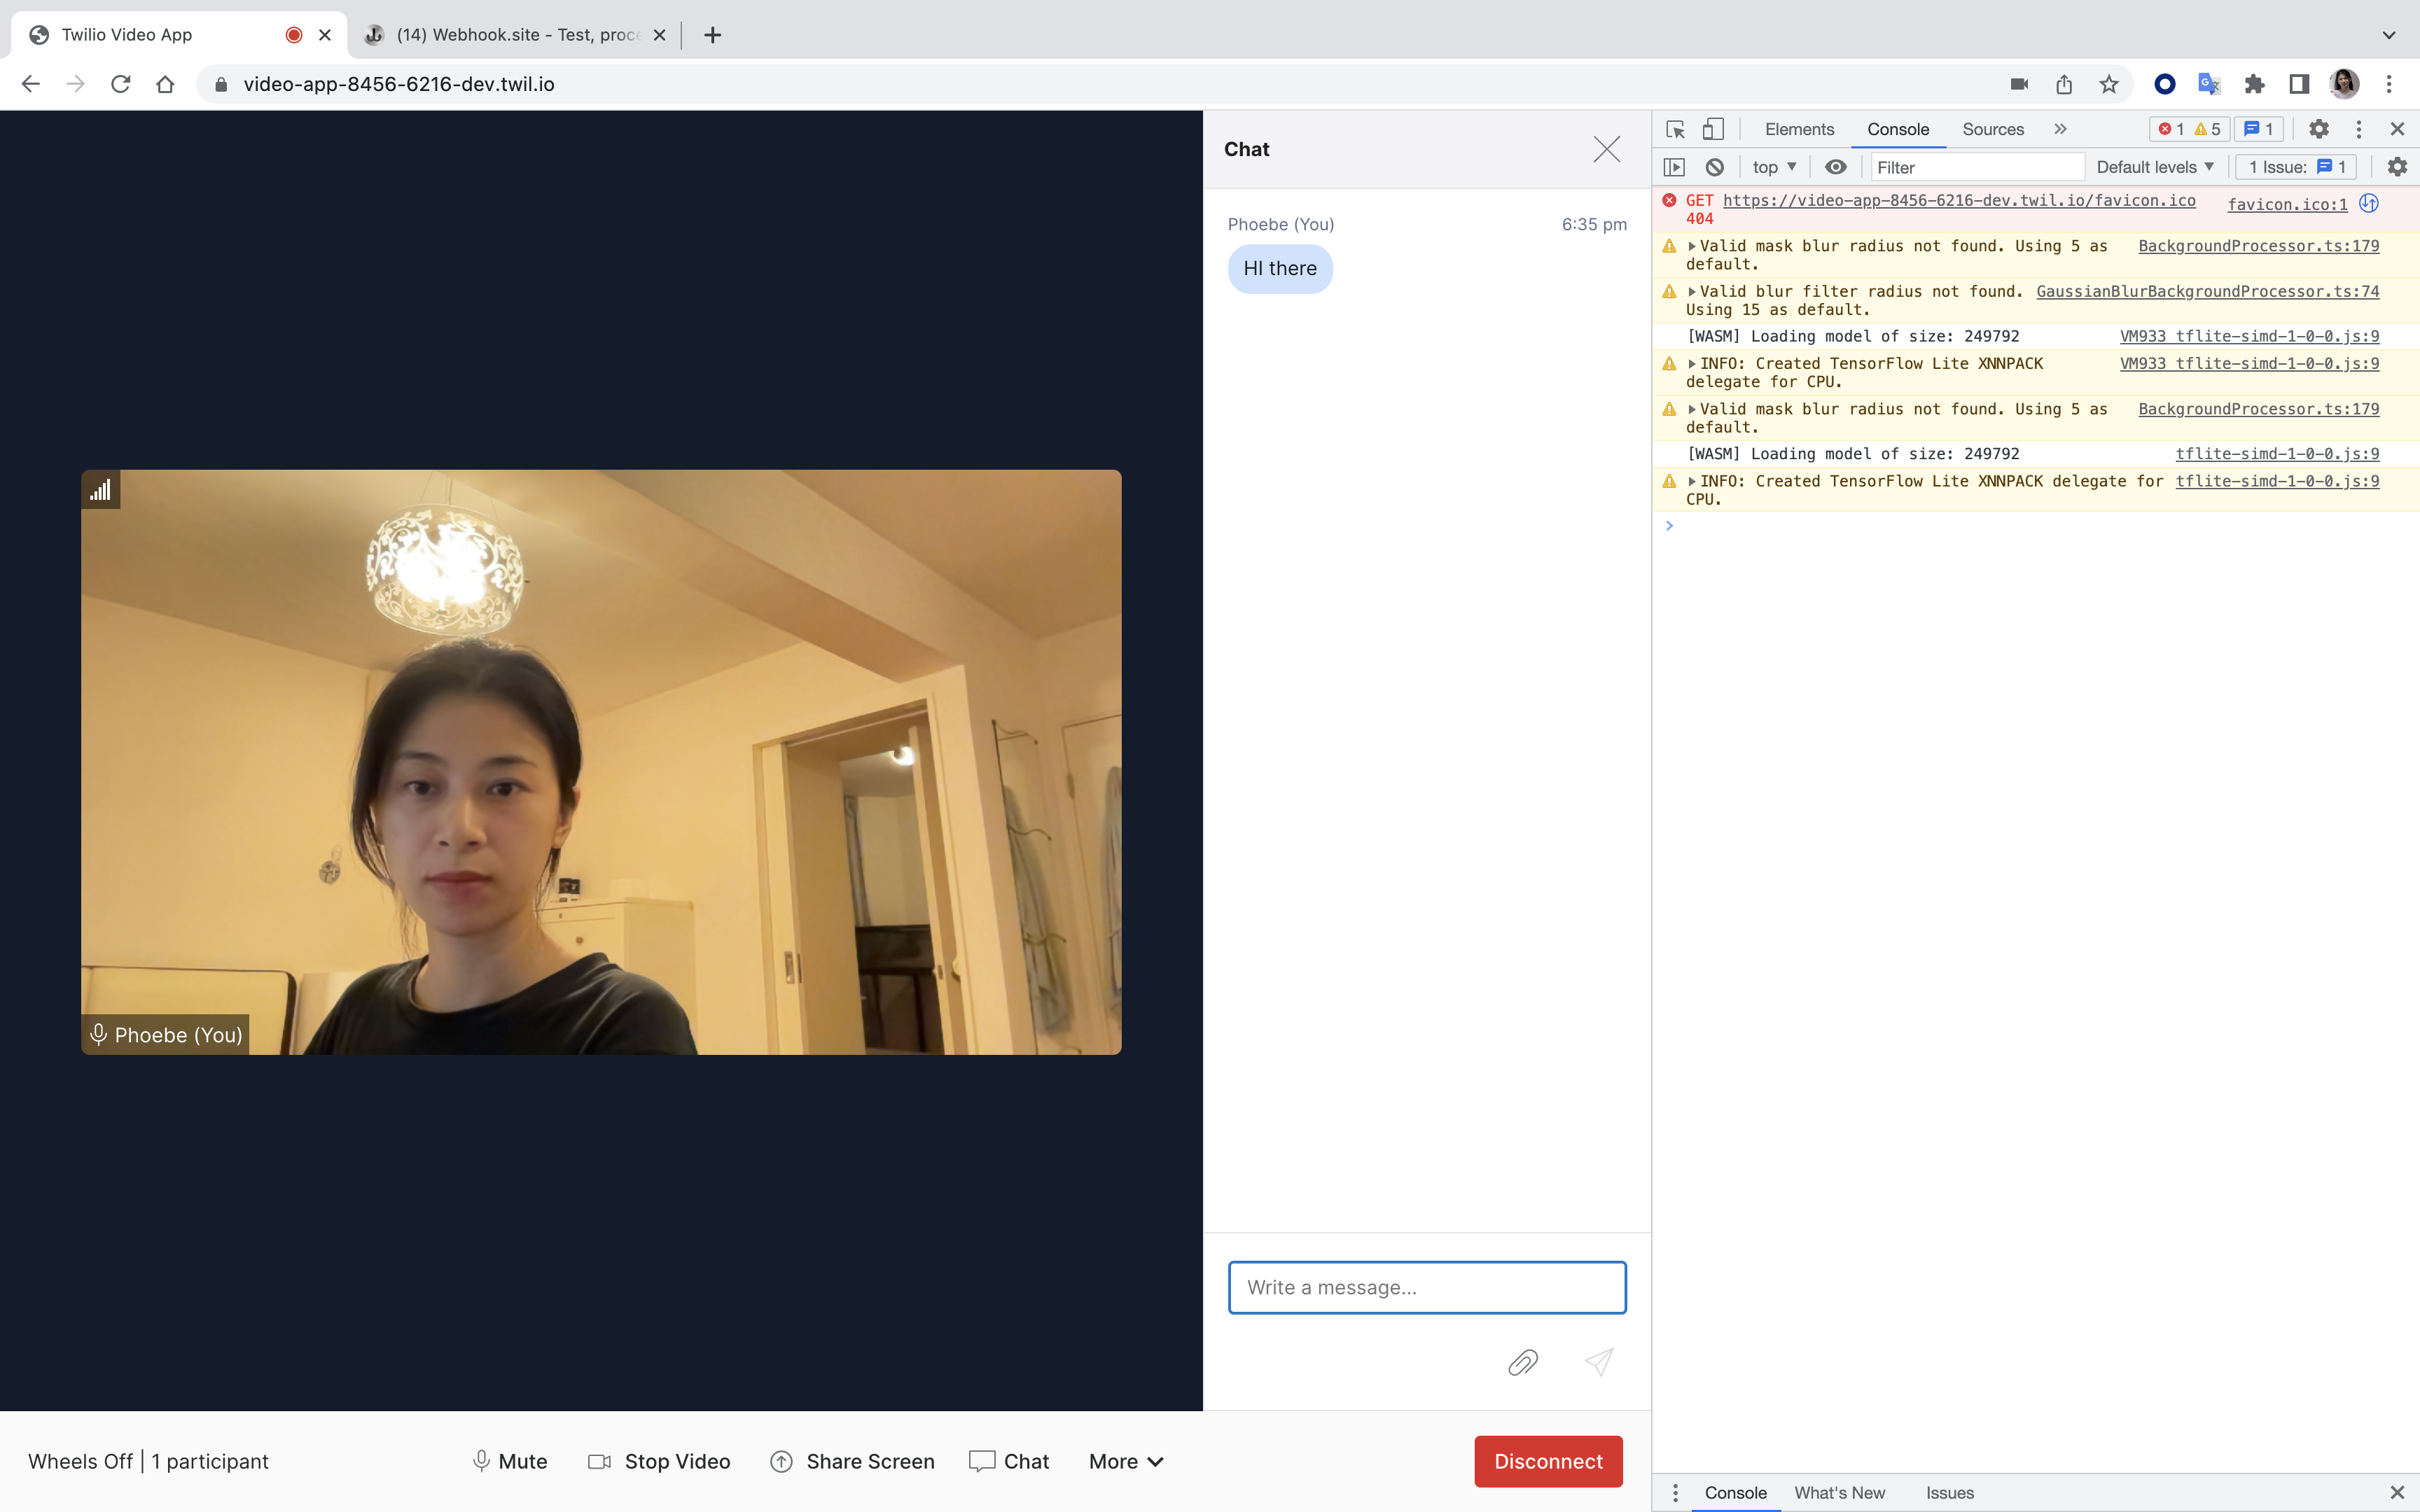 Twilio Video App
(14) Webhook.site - Test, proce
video-app-8456-6216-dev.twil.io
Chat
Phoebe (You) 6:35 pm
HI there
Phoebe (You)
Write a message...
Wheels Off | 1 participant
Mute
Stop Video
Share Screen
Chat
More
Disconnect
Elements Console Sources 1 5 1
top Filter Default levels 1 Issue: 1
GET https://video-app-8456-6216-dev.twil.io/favicon.ico favicon.ico:1
404
Valid mask blur radius not found. Using 5 as BackgroundProcessor.ts:179
default.
Valid blur filter radius not found. GaussianBlurBackgroundProcessor.ts:74
Using 15 as default.
[WASM] Loading model of size: 249792 VM933 tflite-simd-1-0-0.js:9
INFO: Created TensorFlow Lite XNNPACK VM933 tflite-simd-1-0-0.js:9
delegate for CPU.
Valid mask blur radius not found. Using 5 as BackgroundProcessor.ts:179
default.
[WASM] Loading model of size: 249792 tflite-simd-1-0-0.js:9
INFO: Created TensorFlow Lite XNNPACK delegate for tflite-simd-1-0-0.js:9
CPU.
Console What's New Issues